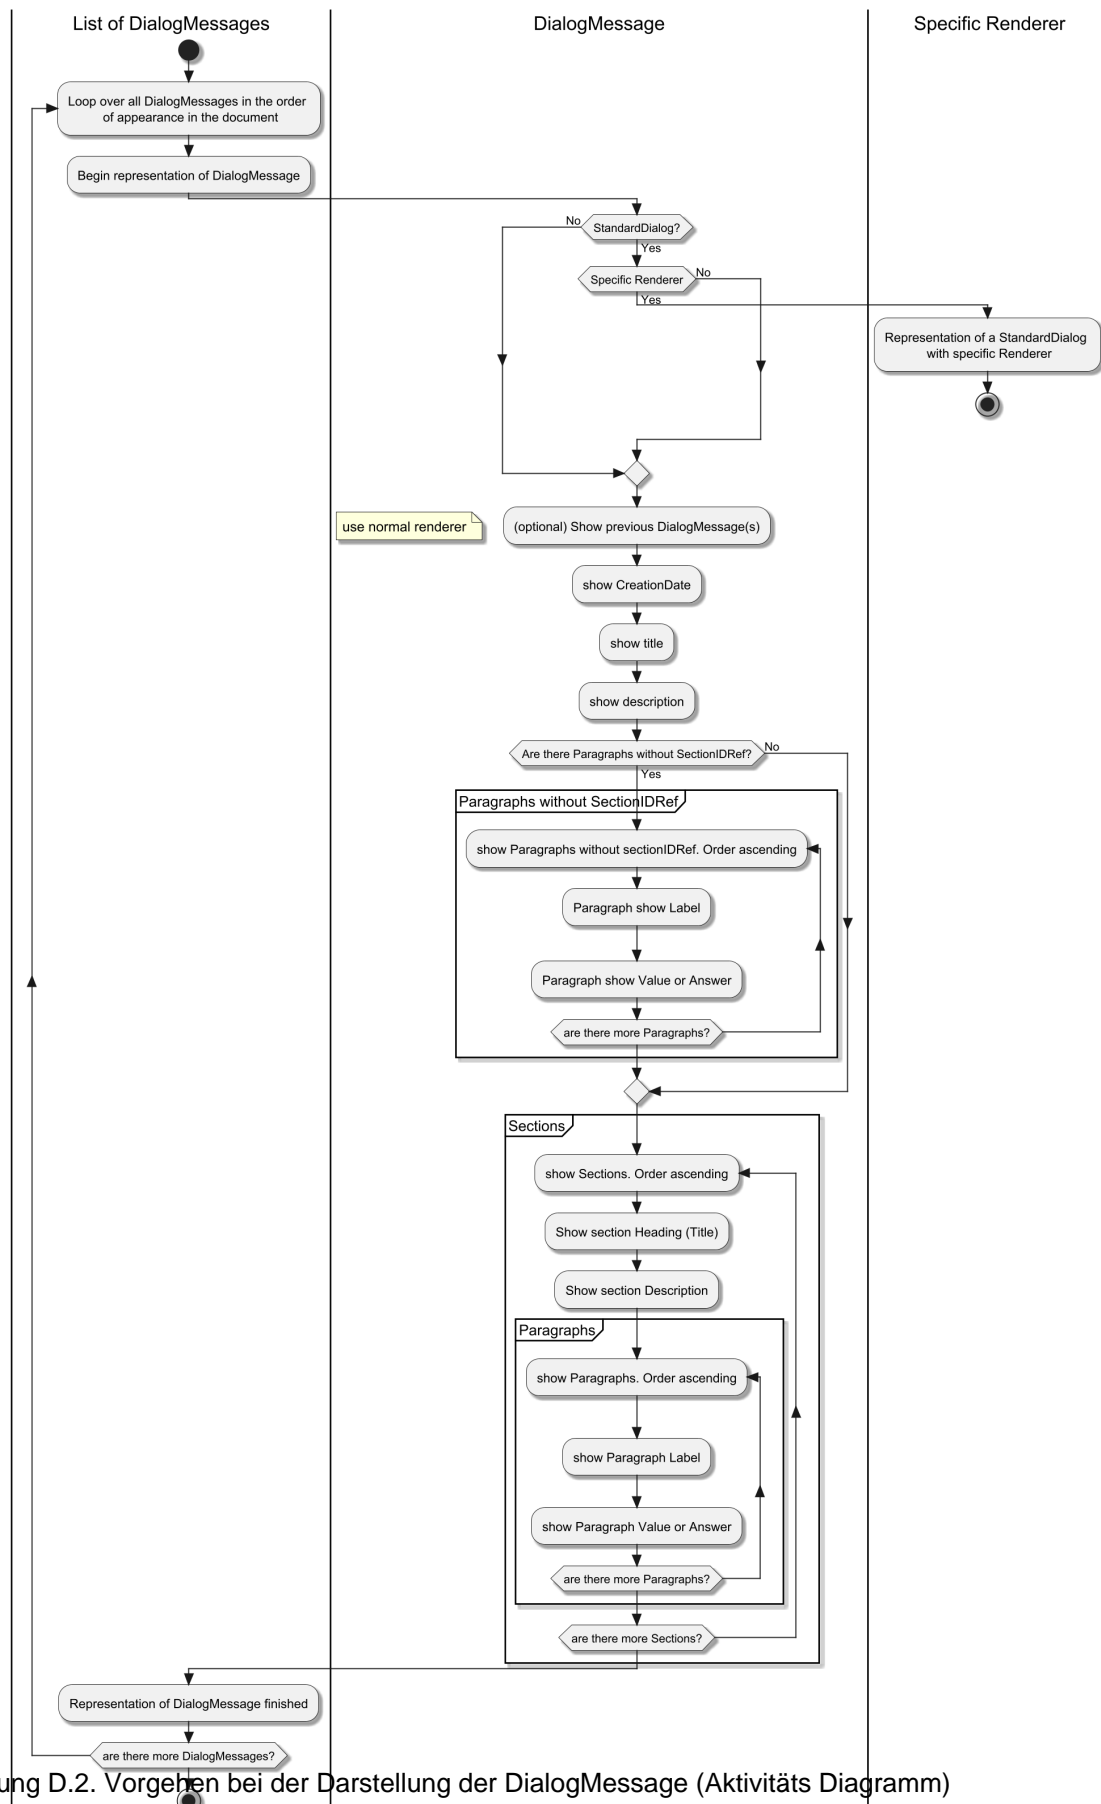 List of DialogMessages
DialogMessage
Specific Renderer
Loop over all DialogMessages in the order
of appearance in the document
Begin representation of DialogMessage
No
StandardDialog?
Yes
Specific Renderer
No
Yes
Representation of a StandardDialog
with specific Renderer
use normal renderer
(optional) Show previous DialogMessage(s)
show CreationDate
show title
show description
Are there Paragraphs without SectionIDRef?
No
Yes
Paragraphs without SectionIDRef
show Paragraphs without sectionIDRef. Order ascending
Paragraph show Label
Paragraph show Value or Answer
are there more Paragraphs?
Sections
show Sections. Order ascending
Show section Heading (Title)
Show section Description
Paragraphs
show Paragraphs. Order ascending
show Paragraph Label
show Paragraph Value or Answer
are there more Paragraphs?
are there more Sections?
Representation of DialogMessage finished
are there more DialogMessages?
ung D.2. Vorgehen bei der Darstellung der DialogMessage (Aktivitäts Diagramm)